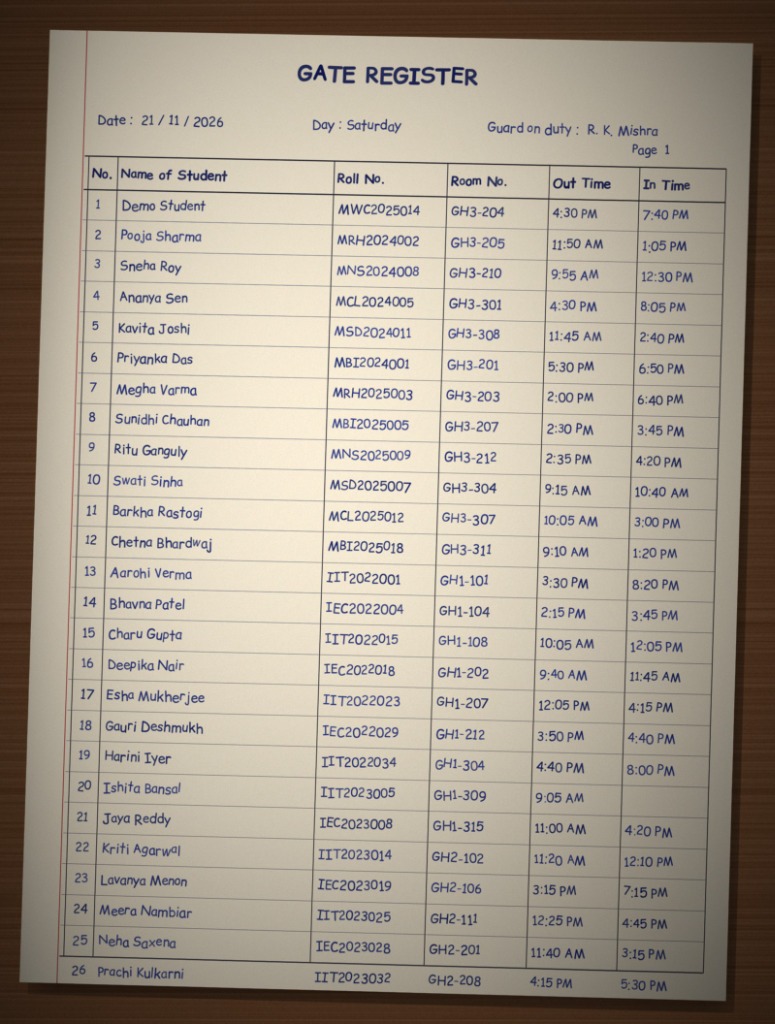 GATE REGISTER
Date : 21 / 11 / 2026 Day : Saturday Guard on duty : R. K. Mishra
Page 1
No. Name of Student Roll No. Room No. Out Time In Time
1 Demo Student MWC2025014 GH3-204 4:30 PM 7:40 PM
2 Pooja Sharma MRH2024002 GH3-205 11:50 AM 1:05 PM
3 Sneha Roy MNS2024008 GH3-210 9:55 AM 12:30 PM
4 Ananya Sen MCL2024005 GH3-301 4:30 PM 8:05 PM
5 Kavita Joshi MSD2024011 GH3-308 11:45 AM 2:40 PM
6 Priyanka Das MBI2024001 GH3-201 5:30 PM 6:50 PM
7 Megha Varma MRH2025003 GH3-203 2:00 PM 6:40 PM
8 Sunidhi Chauhan MBI2025005 GH3-207 2:30 PM 3:45 PM
9 Ritu Ganguly MNS2025009 GH3-212 2:35 PM 4:20 PM
10 Swati Sinha MSD2025007 GH3-304 9:15 AM 10:40 AM
11 Barkha Rastogi MCL2025012 GH3-307 10:05 AM 3:00 PM
12 Chetna Bhardwaj MBI2025018 GH3-311 9:10 AM 1:20 PM
13 Aarohi Verma IIT2022001 GH1-101 3:30 PM 8:20 PM
14 Bhavna Patel IEC2022004 GH1-104 2:15 PM 3:45 PM
15 Charu Gupta IIT2022015 GH1-108 10:05 AM 12:05 PM
16 Deepika Nair IEC2022018 GH1-202 9:40 AM 11:45 AM
17 Esha Mukherjee IIT2022023 GH1-207 12:05 PM 4:15 PM
18 Gauri Deshmukh IEC2022029 GH1-212 3:50 PM 4:40 PM
19 Harini Iyer IIT2022034 GH1-304 4:40 PM 8:00 PM
20 Ishita Bansal IIT2023005 GH1-309 9:05 AM
21 Jaya Reddy IEC2023008 GH1-315 11:00 AM 4:20 PM
22 Kriti Agarwal IIT2023014 GH2-102 11:20 AM 12:10 PM
23 Lavanya Menon IEC2023019 GH2-106 3:15 PM 7:15 PM
24 Meera Nambiar IIT2023025 GH2-111 12:25 PM 4:45 PM
25 Neha Saxena IEC2023028 GH2-201 11:40 AM 3:15 PM
26 Prachi Kulkarni IIT2023032 GH2-208 4:15 PM 5:30 PM